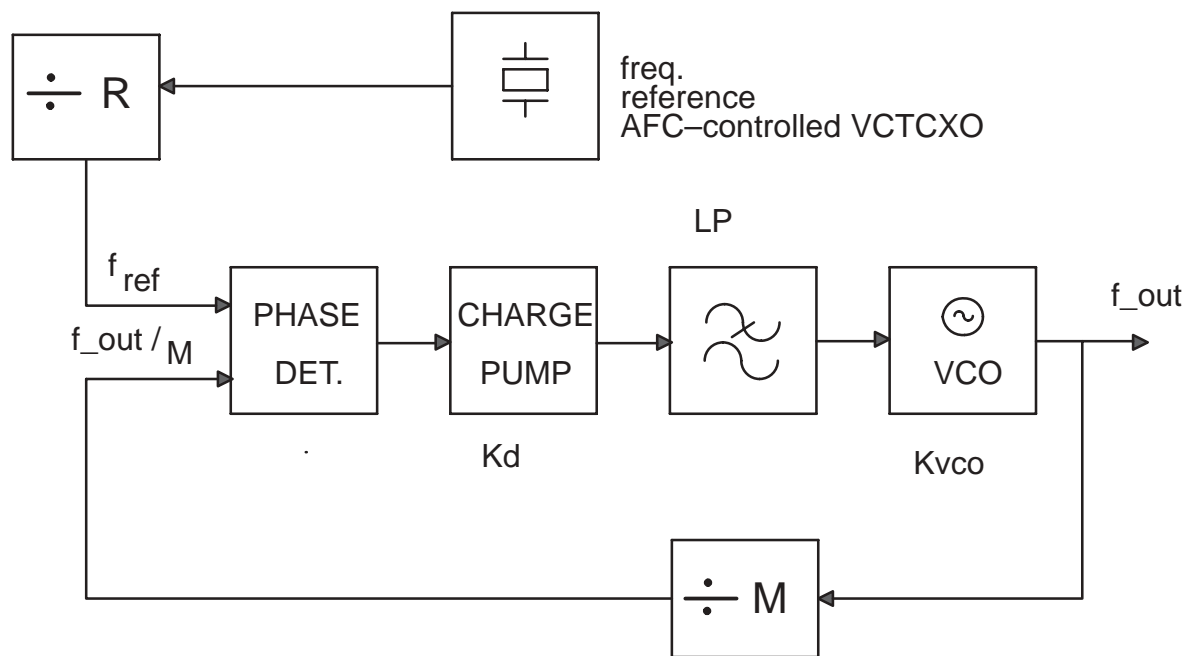 ÷ R
freq.
reference
AFC–controlled VCTCXO
LP
f ref
f_out / M
PHASE
DET.
CHARGE
PUMP
VCO
f_out
Kd
Kvco
÷ M